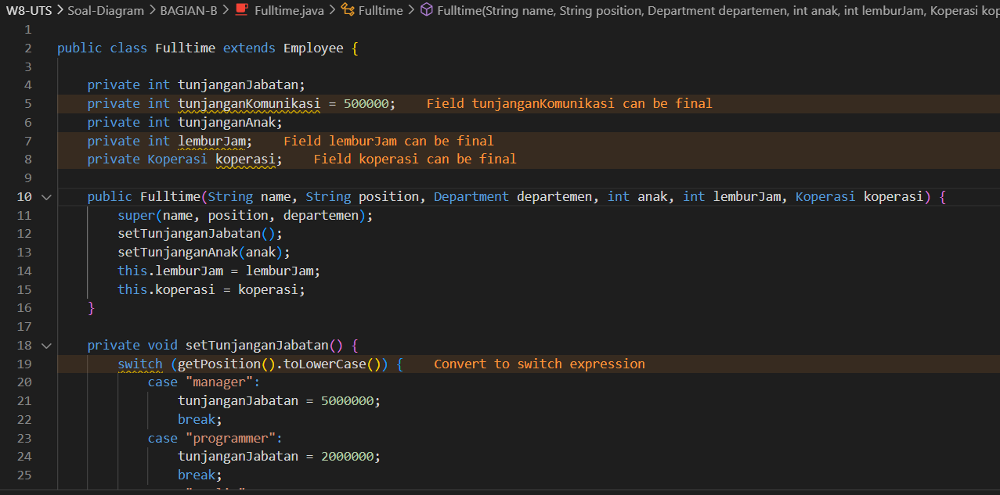 W8-UTS > Soal-Diagram > BAGIAN-B > Fulltime.java > Fulltime > Fulltime(String name, String position, Department departemen, int anak, int lemburJam, Koperasi
1
2 public class Fulltime extends Employee {
3
4 private int tunjanganJabatan;
5 private int tunjanganKomunikasi = 500000; Field tunjanganKomunikasi can be final
6 private int tunjanganAnak;
7 private int lemburJam; Field lemburJam can be final
8 private Koperasi koperasi; Field koperasi can be final
9
10 public Fulltime(String name, String position, Department departemen, int anak, int lemburJam, Koperasi koperasi) {
11 super(name, position, departemen);
12 setTunjanganJabatan();
13 setTunjanganAnak(anak);
14 this.lemburJam = lemburJam;
15 this.koperasi = koperasi;
16 }
17
18 private void setTunjanganJabatan() {
19 switch (getPosition().toLowerCase()) { Convert to switch expression
20 case "manager":
21 tunjanganJabatan = 5000000;
22 break;
23 case "programmer":
24 tunjanganJabatan = 2000000;
25 break;